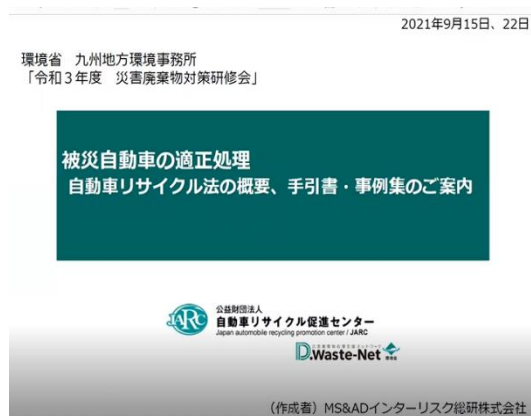 2021年9月15日、22日
環境省　九州地方環境事務所
「令和３年度　災害廃棄物対策研修会」
被災自動車の適正処理
自動車リサイクル法の概要、手引書・事例集のご案内
JARC
公益財団法人
自動車リサイクル促進センター
Japan automobile recycling promotion center / JARC
D.Waste-Net
（作成者）MS&ADインターリスク総研株式会社